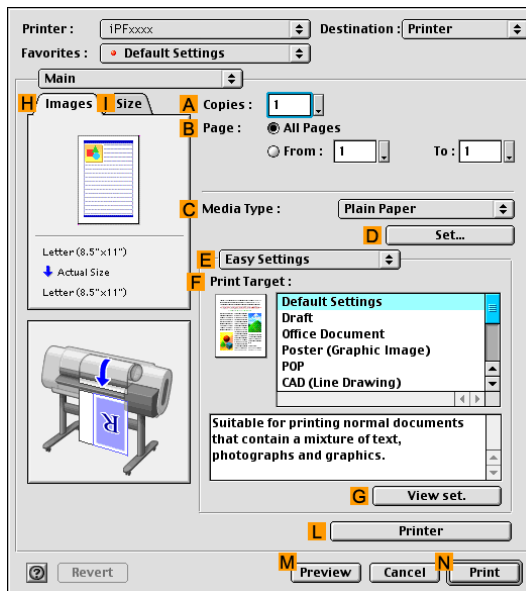 Printer : iPFxxxx Destination : Printer
Favorites : Default Settings
Main
H Images I Size
A Copies : 1
B Page : All Pages
From : 1 To : 1
C Media Type : Plain Paper
D Set...
Letter (8.5"x11")
Actual Size
Letter (8.5"x11")
E Easy Settings
F Print Target :
Default Settings
Draft
Office Document
Poster (Graphic Image)
POP
CAD (Line Drawing)
R
Suitable for printing normal documents
that contain a mixture of text,
photographs and graphics.
G View set.
L Printer
? Revert M Preview Cancel N Print